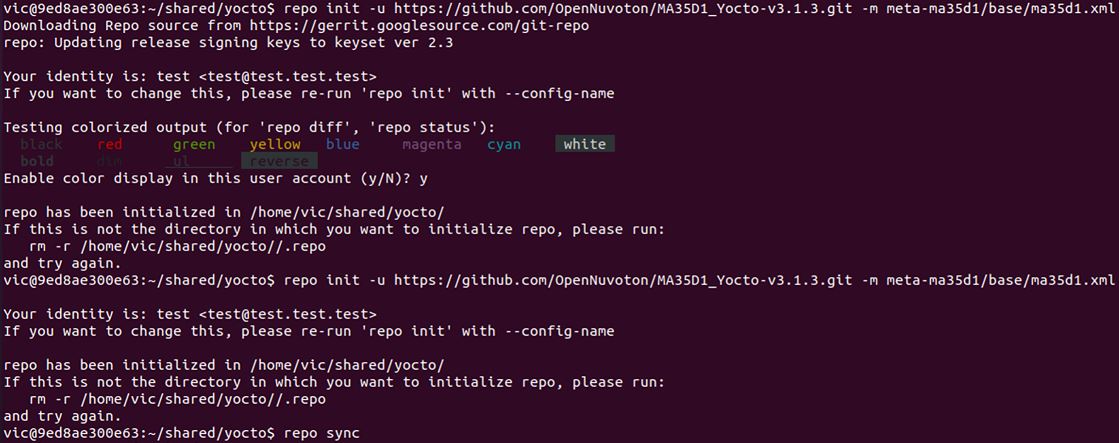 vic@9ed8ae300e63:~/shared/yocto$ repo init -u https://github.com/OpenNuvoton/MA35D1_Yocto-v3.1.3.git -m meta-ma35d1/base/ma35d1.xml
Downloading Repo source from https://gerrit.googlesource.com/git-repo
repo: Updating release signing keys to keyset ver 2.3

Your identity is: test <test@test.test.test>
If you want to change this, please re-run 'repo init' with --config-name

Testing colorized output (for 'repo diff', 'repo status'):
  black    red      green    yellow   blue     magenta   cyan     white
  bold     dim      ul       reverse
Enable color display in this user account (y/N)? y

repo has been initialized in /home/vic/shared/yocto/
If this is not the directory in which you want to initialize repo, please run:
   rm -r /home/vic/shared/yocto//.repo
and try again.
vic@9ed8ae300e63:~/shared/yocto$ repo init -u https://github.com/OpenNuvoton/MA35D1_Yocto-v3.1.3.git -m meta-ma35d1/base/ma35d1.xml

Your identity is: test <test@test.test.test>
If you want to change this, please re-run 'repo init' with --config-name

repo has been initialized in /home/vic/shared/yocto/
If this is not the directory in which you want to initialize repo, please run:
   rm -r /home/vic/shared/yocto//.repo
and try again.
vic@9ed8ae300e63:~/shared/yocto$ repo sync